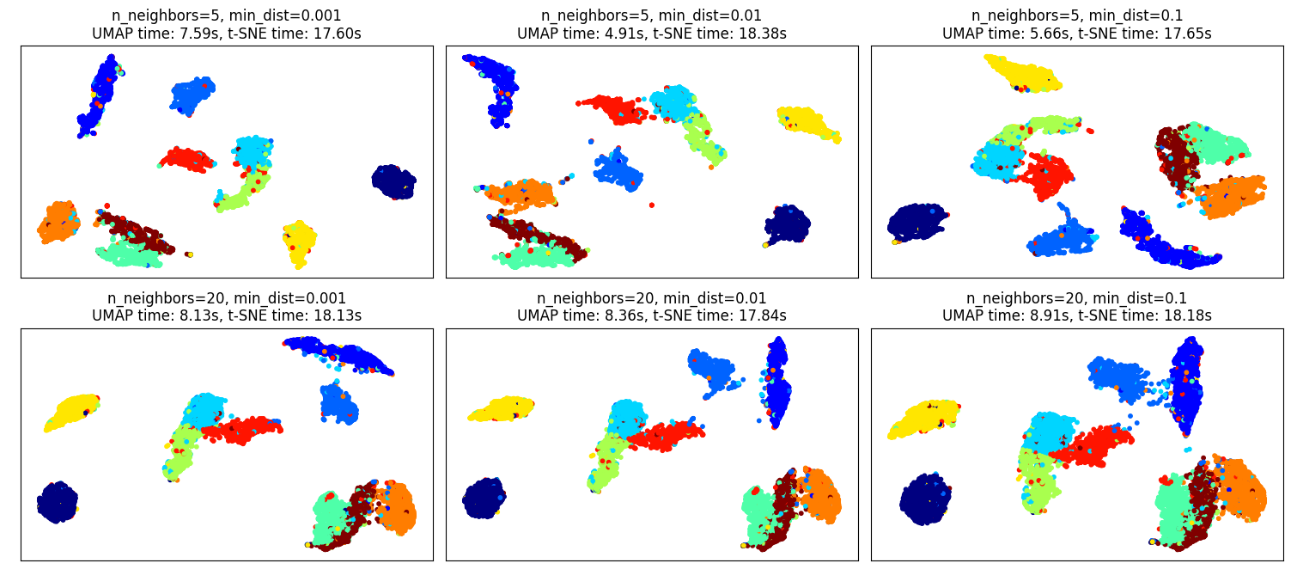 n_neighbors=5, min_dist=0.001
UMAP time: 7.59s, t-SNE time: 17.60s
n_neighbors=5, min_dist=0.01
UMAP time: 4.91s, t-SNE time: 18.38s
n_neighbors=5, min_dist=0.1
UMAP time: 5.66s, t-SNE time: 17.65s
n_neighbors=20, min_dist=0.001
UMAP time: 8.13s, t-SNE time: 18.13s
n_neighbors=20, min_dist=0.01
UMAP time: 8.36s, t-SNE time: 17.84s
n_neighbors=20, min_dist=0.1
UMAP time: 8.91s, t-SNE time: 18.18s